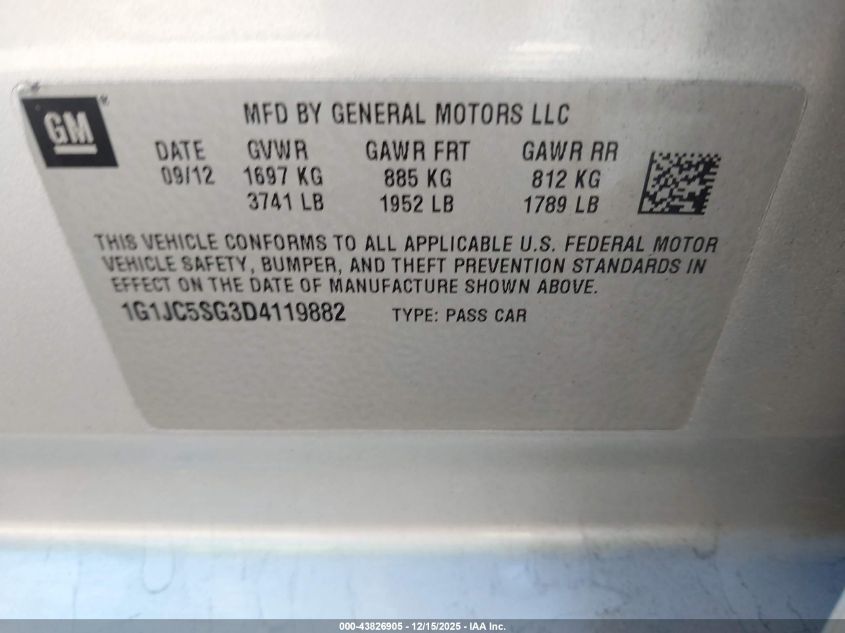 GM
MFD BY GENERAL MOTORS LLC
DATE GVWR GAWR FRT GAWR RR
09/12 1697 KG 885 KG 812 KG
3741 LB 1952 LB 1789 LB
THIS VEHICLE CONFORMS TO ALL APPLICABLE U.S. FEDERAL MOTOR
VEHICLE SAFETY, BUMPER, AND THEFT PREVENTION STANDARDS IN
EFFECT ON THE DATE OF MANUFACTURE SHOWN ABOVE.
1G1JC5SG3D4119882 TYPE: PASS CAR
000-43826905 - 12/15/2025 - IAA Inc.